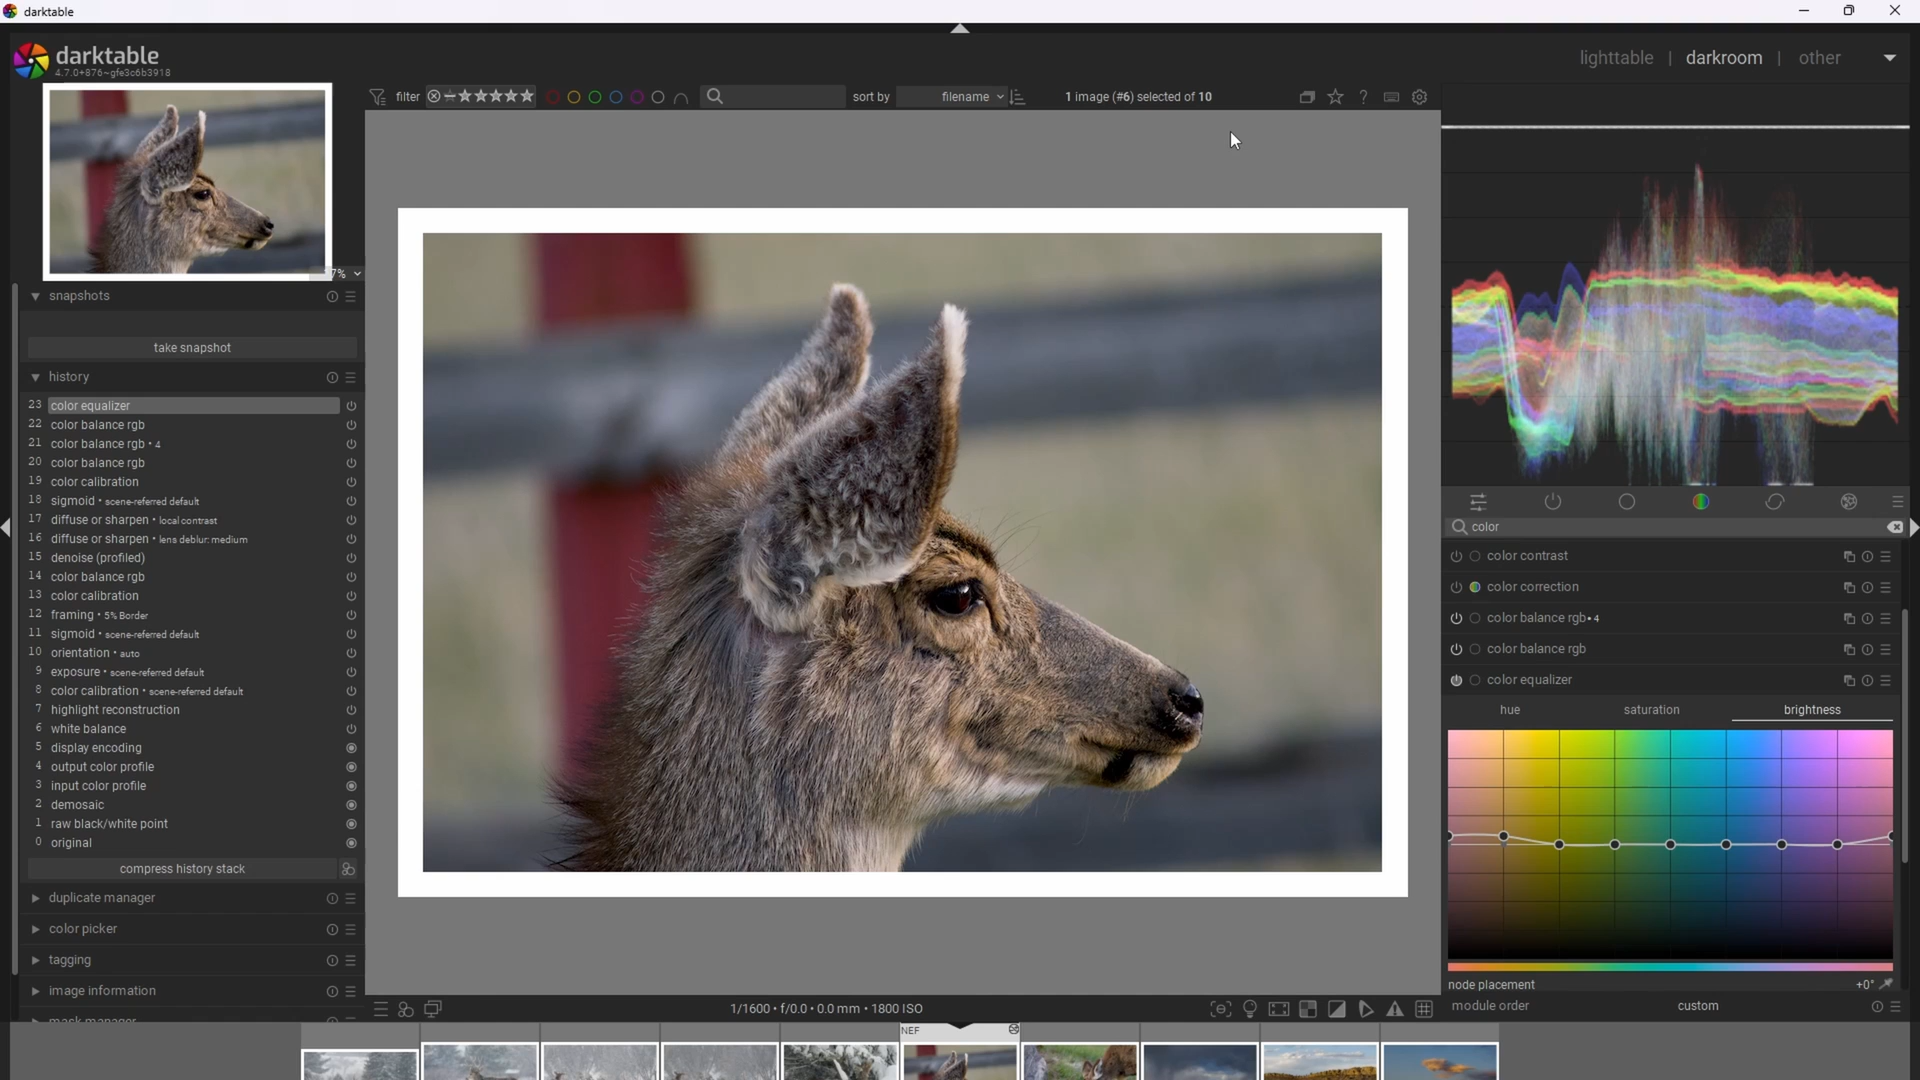 darktable
darktable
4.7.0+876~gfe3c6b3918
lighttable | darkroom | other
filter
sort by filename
1 image (#6) selected of 10
7%
snapshots
take snapshot
history
23 color equalizer
22 color balance rgb
21 color balance rgb • 4
20 color balance rgb
19 color calibration
18 sigmoid • scene-referred default
17 diffuse or sharpen • local contrast
16 diffuse or sharpen • lens deblur: medium
15 denoise (profiled)
14 color balance rgb
13 color calibration
12 framing • 5% Border
11 sigmoid • scene-referred default
10 orientation • auto
9 exposure • scene-referred default
8 color calibration • scene-referred default
7 highlight reconstruction
6 white balance
5 display encoding
4 output color profile
3 input color profile
2 demosaic
1 raw black/white point
0 original
compress history stack
duplicate manager
color picker
tagging
image information
mask manager
1/1600 • f/0.0 • 0.0 mm • 1800 ISO
NEF
color
color contrast
color correction
color balance rgb • 4
color balance rgb
color equalizer
hue saturation brightness
node placement +0°
module order custom